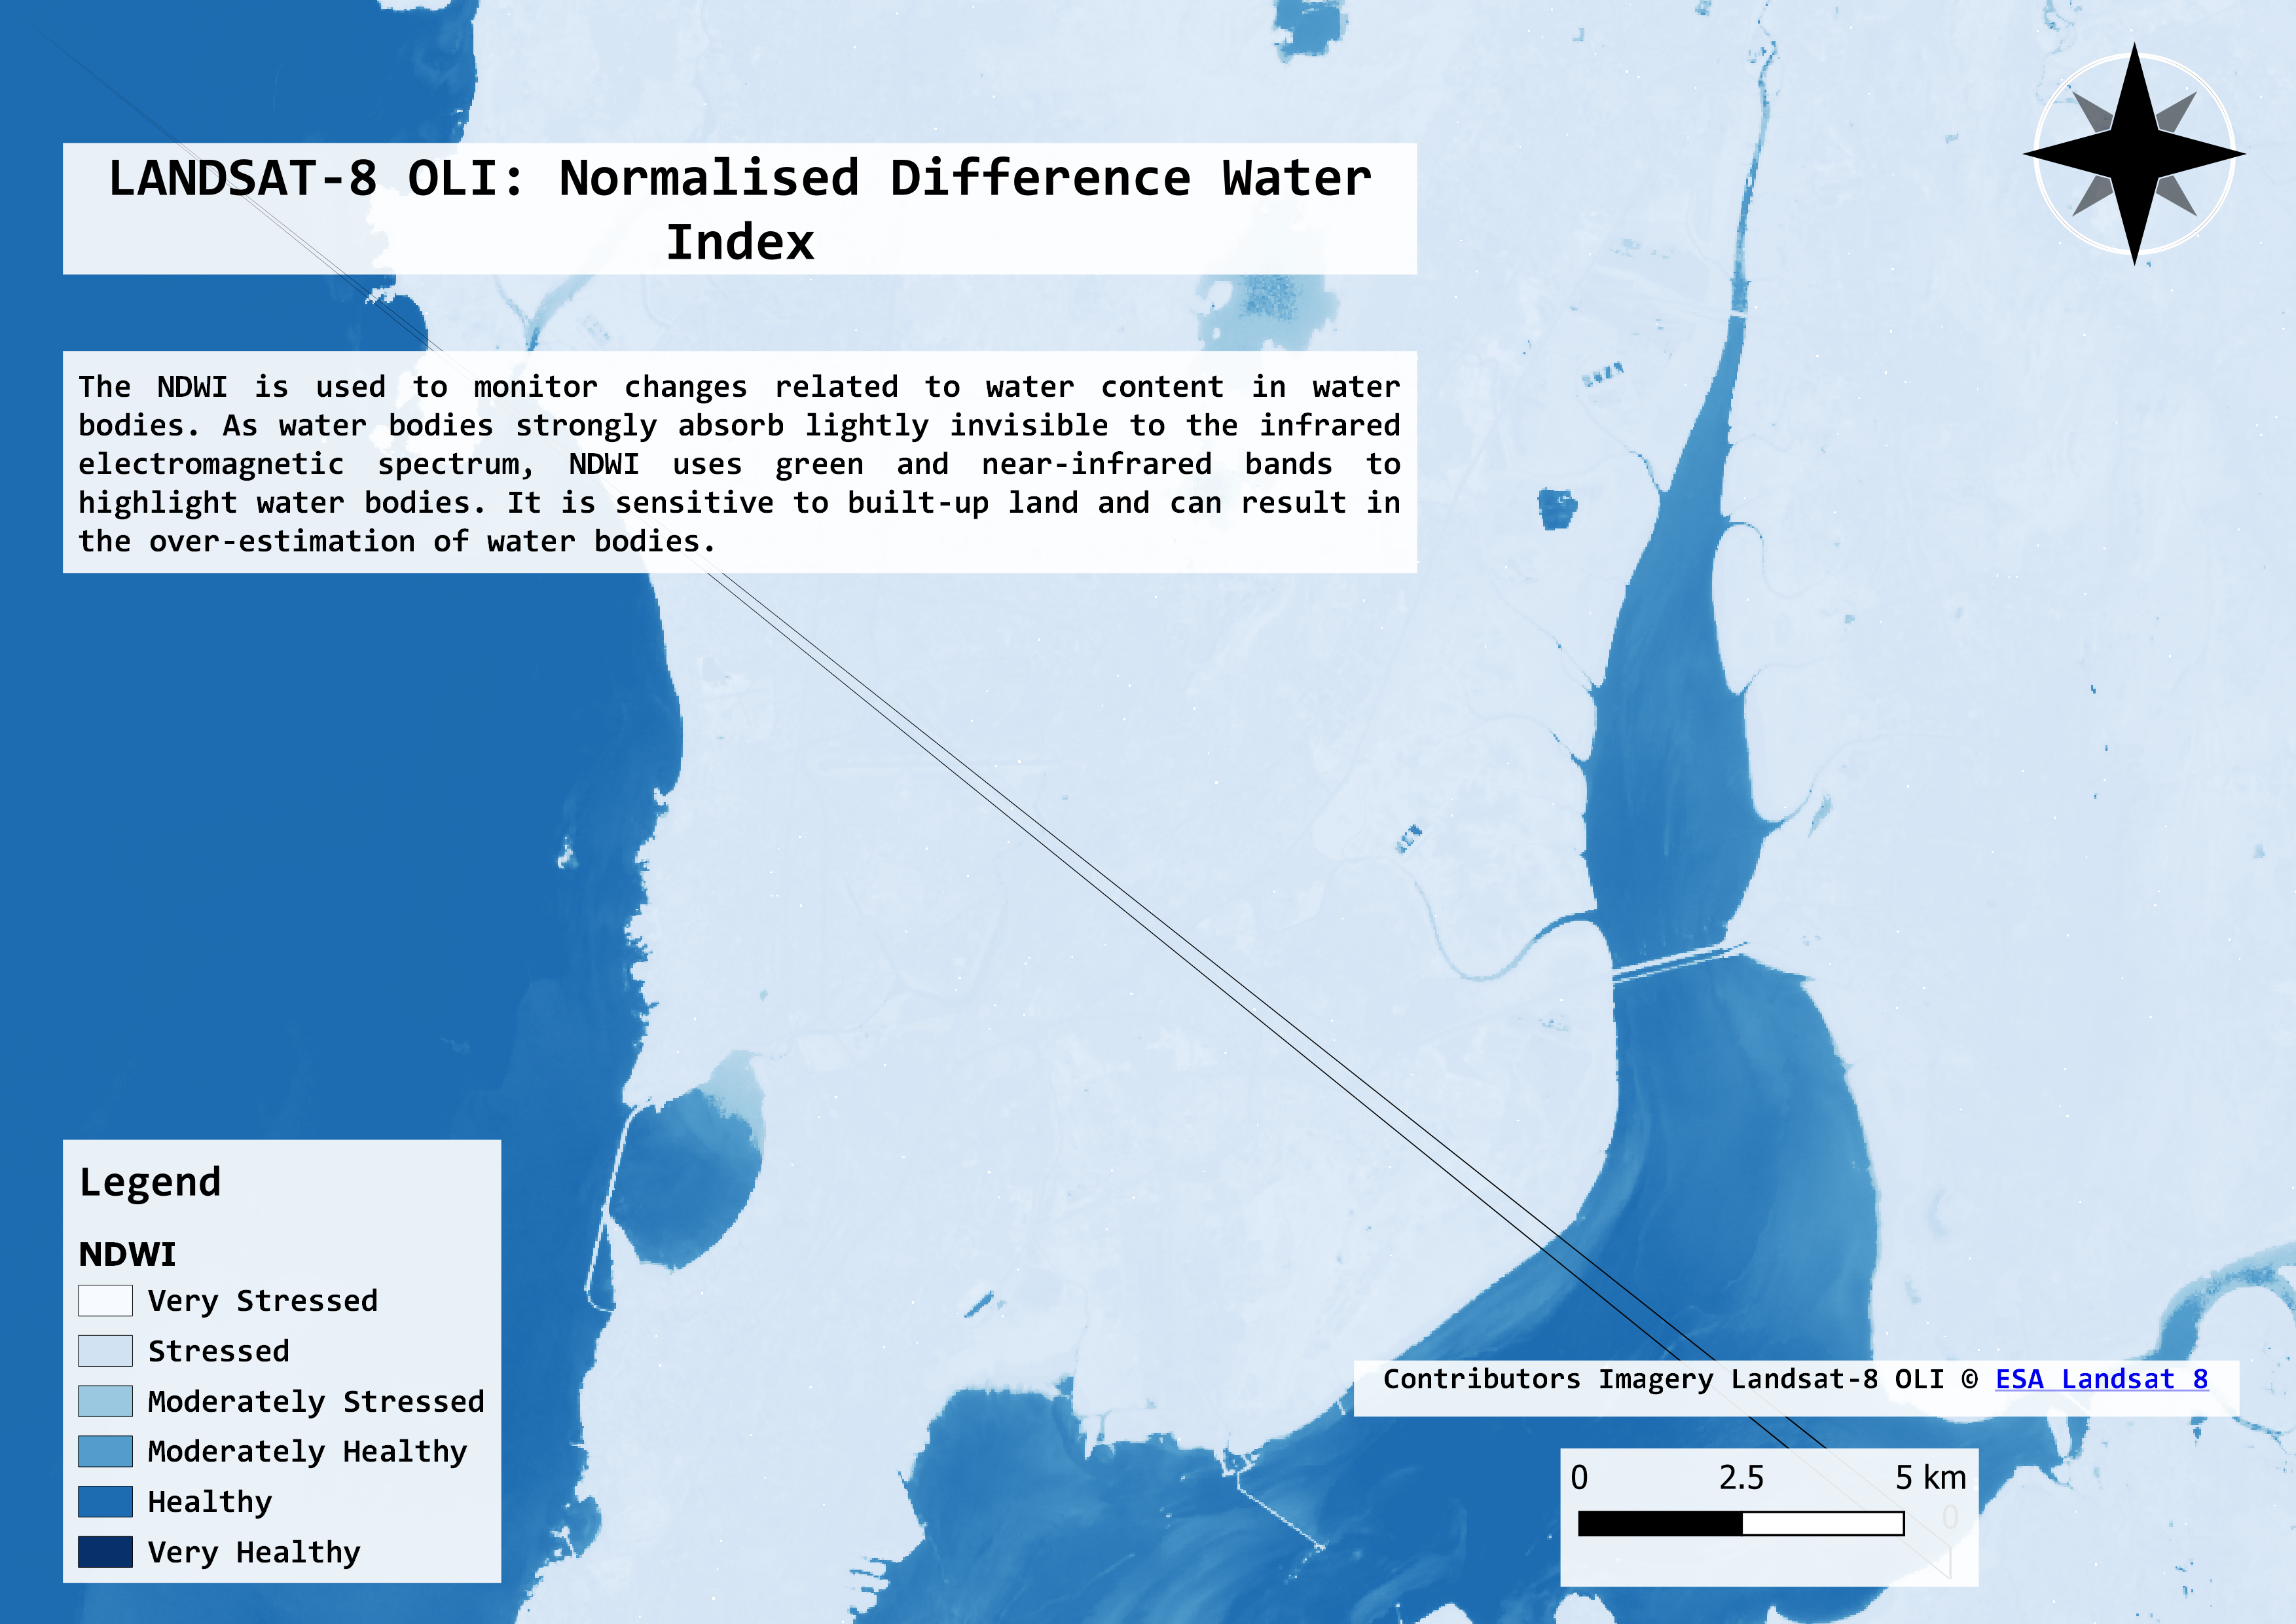 LANDSAT-8 OLI: Normalised Difference Water
Index
The NDWI is used to monitor changes related to water content in water
bodies. As water bodies strongly absorb lightly invisible to the infrared
electromagnetic spectrum, NDWI uses green and near-infrared bands to
highlight water bodies. It is sensitive to built-up land and can result in
the over-estimation of water bodies.
Legend
NDWI
Very Stressed
Stressed
Moderately Stressed
Moderately Healthy
Healthy
Very Healthy
Contributors Imagery Landsat-8 OLI © ESA Landsat 8
0 2.5 5 km
0